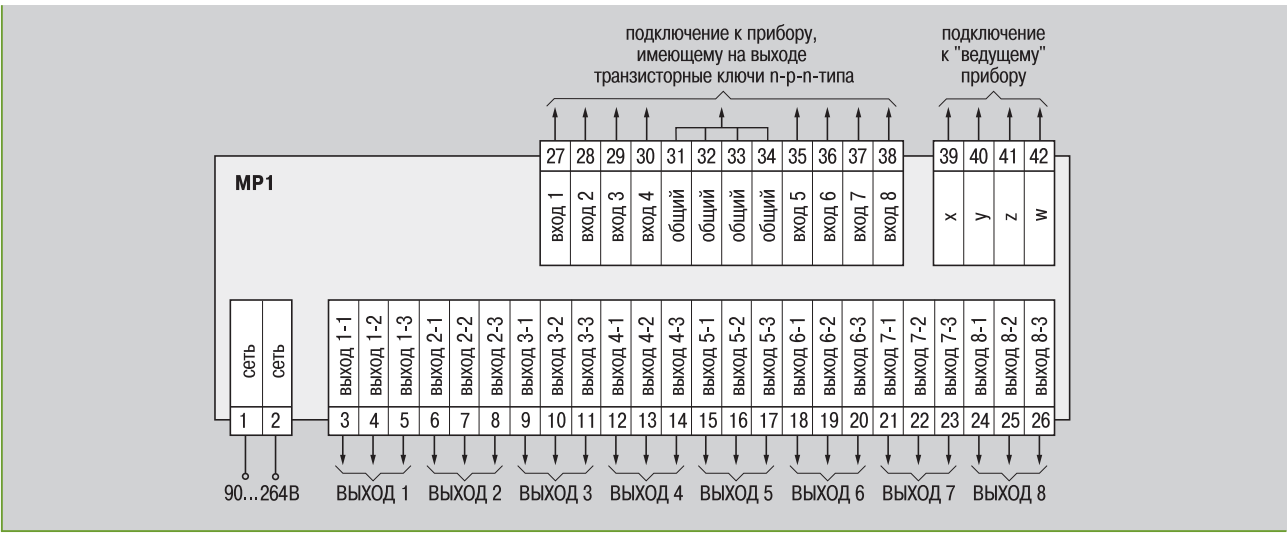 подключение к прибору,
имеющему на выходе
транзисторные ключи n-p-n-типа
подключение
к "ведущему"
прибору
27 28 29 30 31 32 33 34 35 36 37 38
39 40 41 42
МР1
вход 1
вход 2
вход 3
вход 4
общий
общий
общий
общий
вход 5
вход 6
вход 7
вход 8
x
y
z
w
сеть
сеть
выход 1-1
выход 1-2
выход 1-3
выход 2-1
выход 2-2
выход 2-3
выход 3-1
выход 3-2
выход 3-3
выход 4-1
выход 4-2
выход 4-3
выход 5-1
выход 5-2
выход 5-3
выход 6-1
выход 6-2
выход 6-3
выход 7-1
выход 7-2
выход 7-3
выход 8-1
выход 8-2
выход 8-3
1 2
3 4 5 6 7 8 9 10 11 12 13 14 15 16 17 18 19 20 21 22 23 24 25 26
90...264В
ВЫХОД 1
ВЫХОД 2
ВЫХОД 3
ВЫХОД 4
ВЫХОД 5
ВЫХОД 6
ВЫХОД 7
ВЫХОД 8